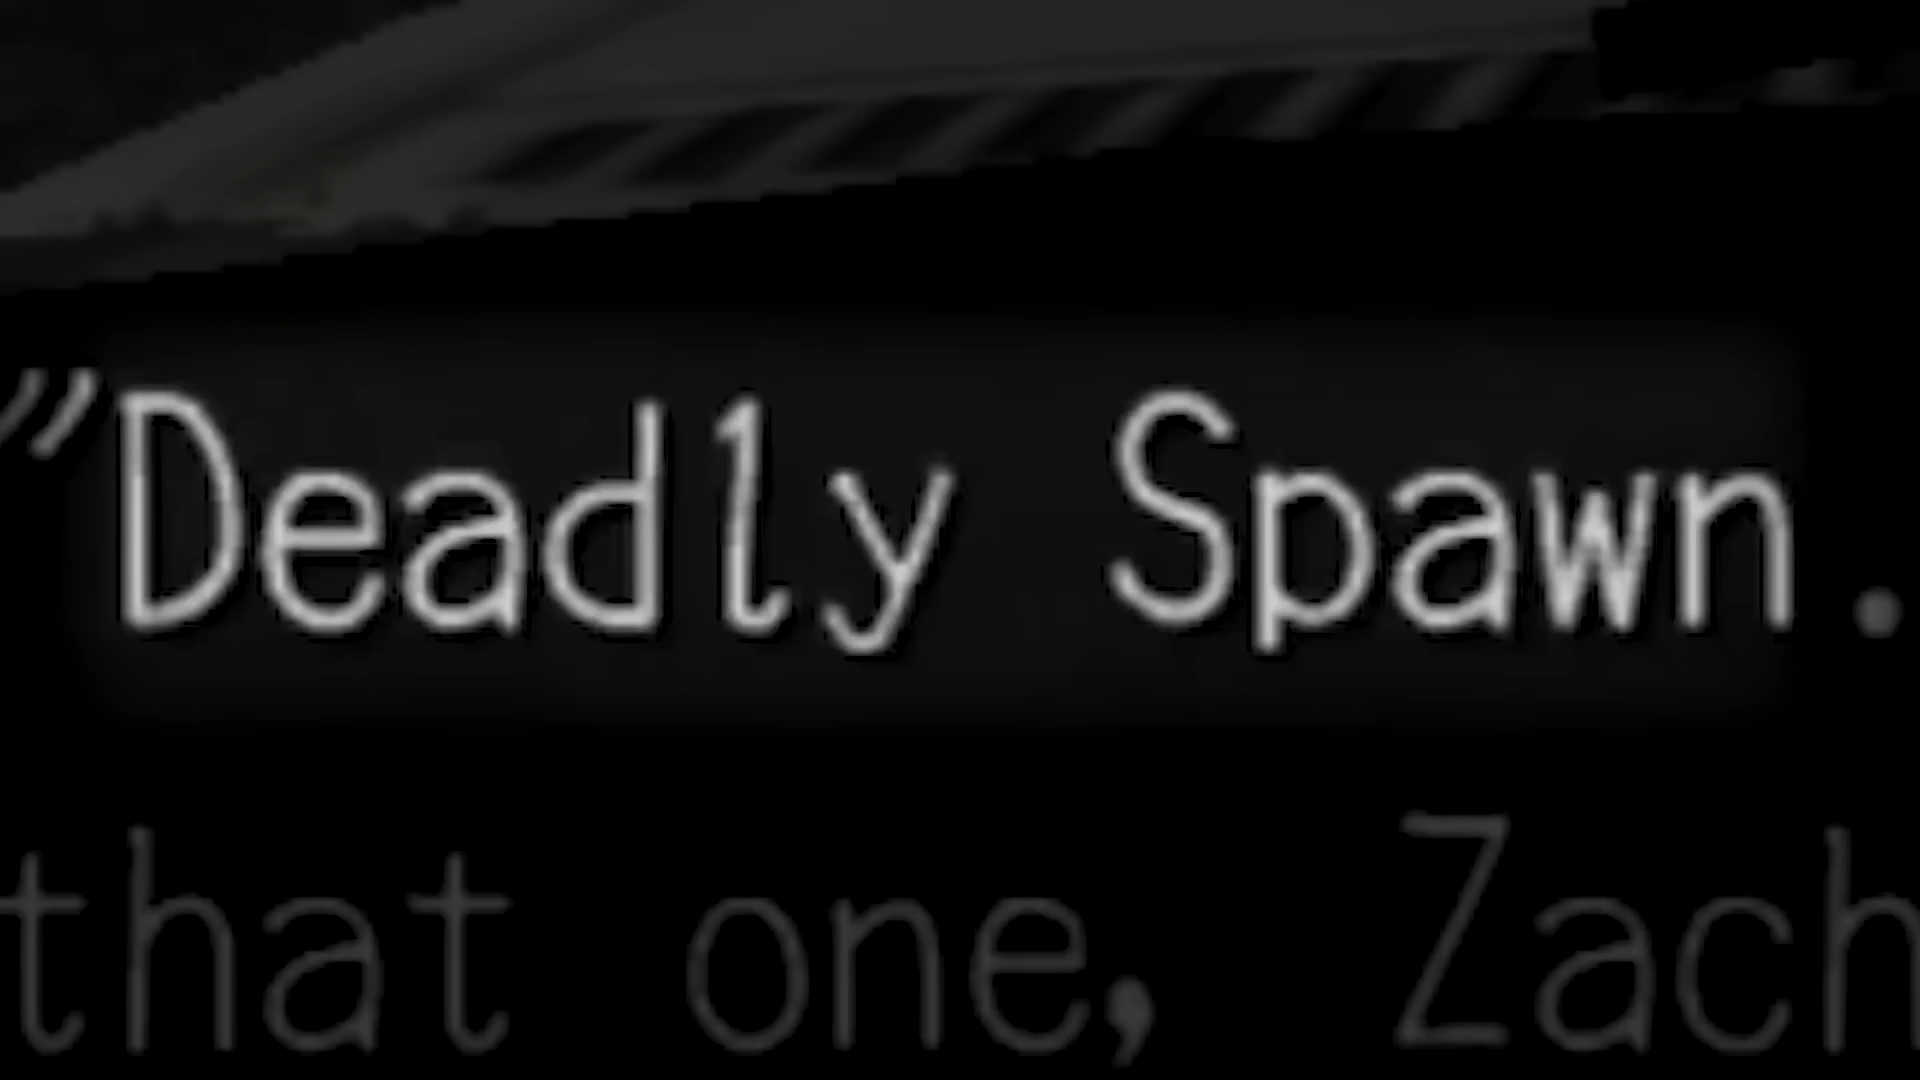 "Deadly Spawn.
that one, Zach